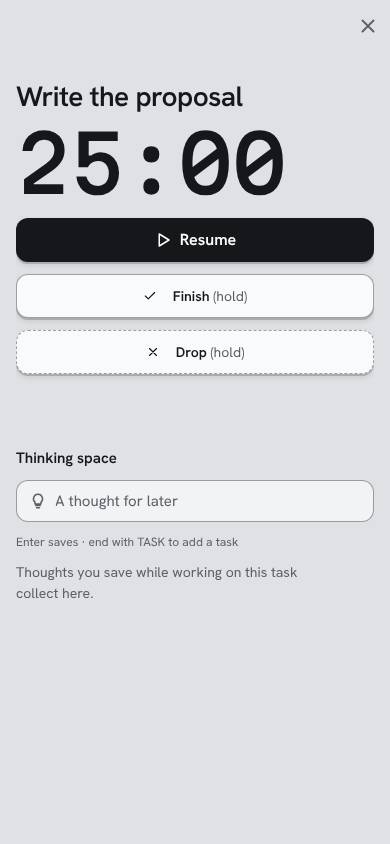 Write the proposal
25:00
Resume
Finish (hold)
Drop (hold)
Thinking space
A thought for later
Enter saves · end with TASK to add a task
Thoughts you save while working on this task
collect here.